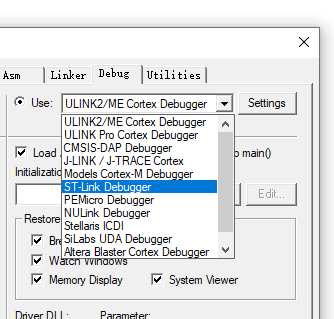 Asm Linker Debug Utilities
Use: ULINK2/ME Cortex Debugger Settings
ULINK2/ME Cortex Debugger
ULINK Pro Cortex Debugger
CMSIS-DAP Debugger
Load J-LINK / J-TRACE Cortex o main()
Initializatio Models Cortex-M Debugger
ST-Link Debugger Edit...
PEMicro Debugger
Restore NULink Debugger
Stellaris ICDI
Bre SiLabs UDA Debugger
Altera Blaster Cortex Debugger
Watch Windows
Memory Display System Viewer
Driver DLL: Parameter: